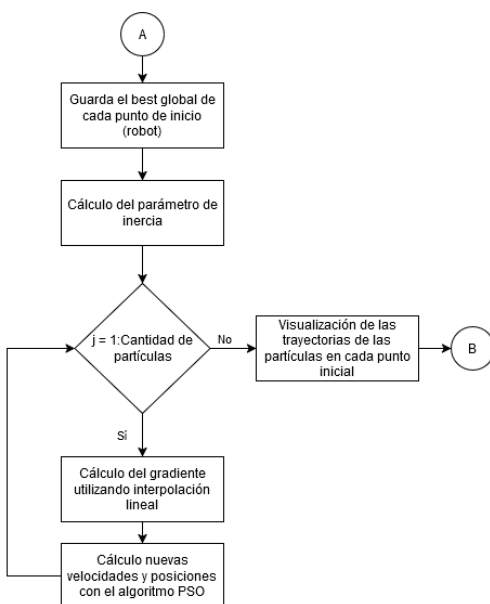 A
Guarda el best global de
cada punto de inicio
(robot)
Cálculo del parámetro de
inercia
j = 1:Cantidad de
partículas
No
Visualización de las
trayectorias de las
partículas en cada punto
inicial
B
Sí
Cálculo del gradiente
utilizando interpolación
lineal
Cálculo nuevas
velocidades y posiciones
con el algoritmo PSO